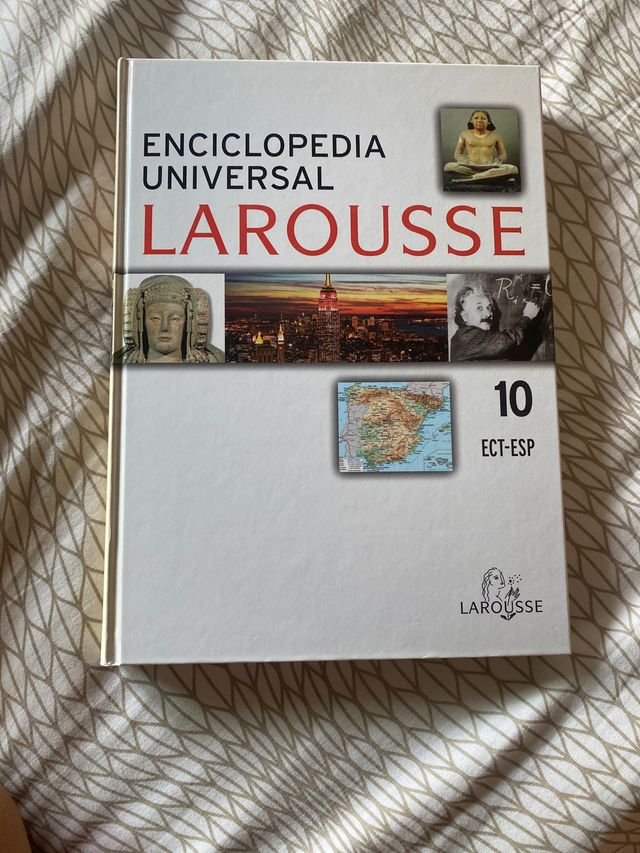 ENCICLOPEDIA
UNIVERSAL
LAROUSSE
10
ECT-ESP
LAROUSSE